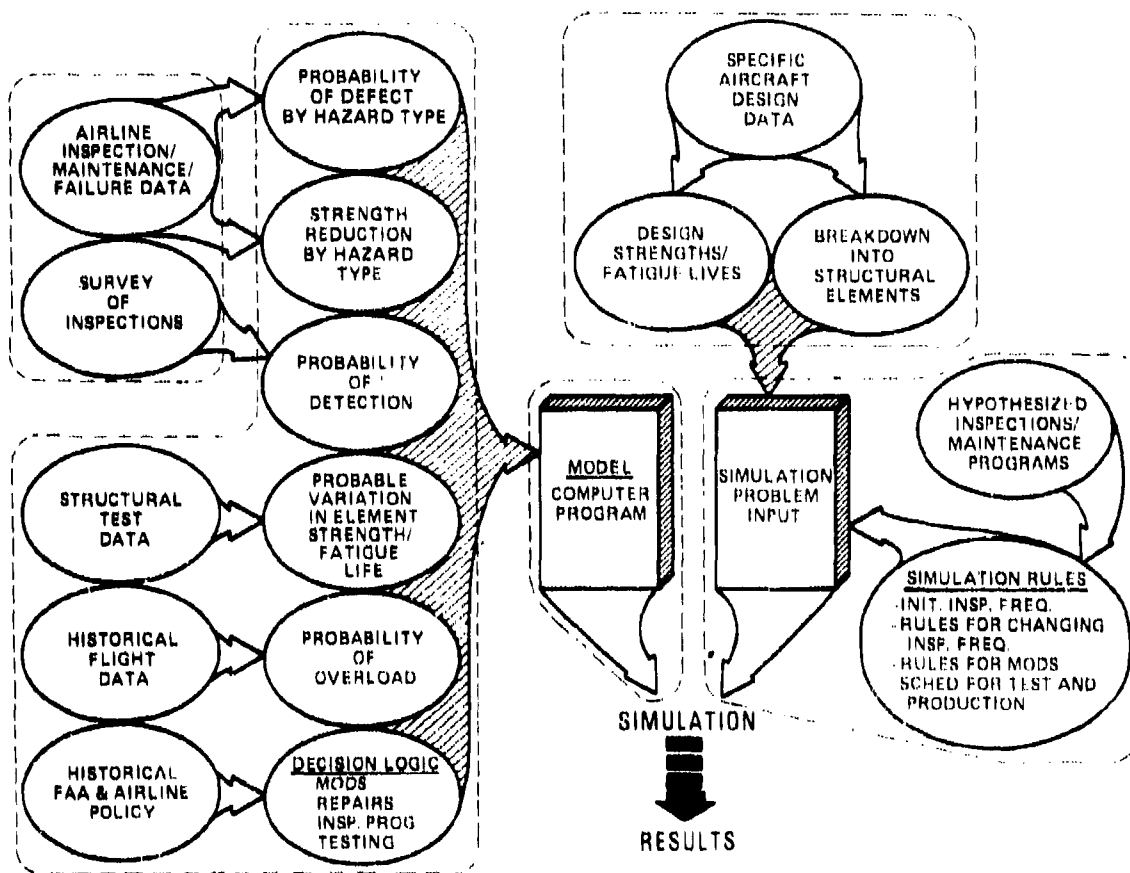 AIRLINE
INSPECTION/
MAINTENANCE/
FAILURE DATA
SURVEY
OF
INSPECTIONS
STRUCTURAL
TEST
DATA
HISTORICAL
FLIGHT
DATA
HISTORICAL
FAA & AIRLINE
POLICY
PROBABILITY
OF DEFECT
BY HAZARD TYPE
STRENGTH
REDUCTION
BY HAZARD
TYPE
PROBABILITY
OF
DETECTION
PROBABLE
VARIATION
IN ELEMENT
STRENGTH/
FATIGUE
LIFE
PROBABILITY
OF
OVERLOAD
DECISION LOGIC
MODS
REPAIRS
INSP. PROG
TESTING
SPECIFIC
AIRCRAFT
DESIGN
DATA
DESIGN
STRENGTHS/
FATIGUE LIVES
BREAKDOWN
INTO
STRUCTURAL
ELEMENTS
MODEL
COMPUTER
PROGRAM
SIMULATION
PROBLEM
INPUT
HYPOTHESIZED
INSPECTIONS/
MAINTENANCE
PROGRAMS
SIMULATION RULES
-INIT. INSP. FREQ.
-RULES FOR CHANGING
INSP. FREQ.
-RULES FOR MODS
SCHED FOR TEST AND
PRODUCTION
SIMULATION
RESULTS